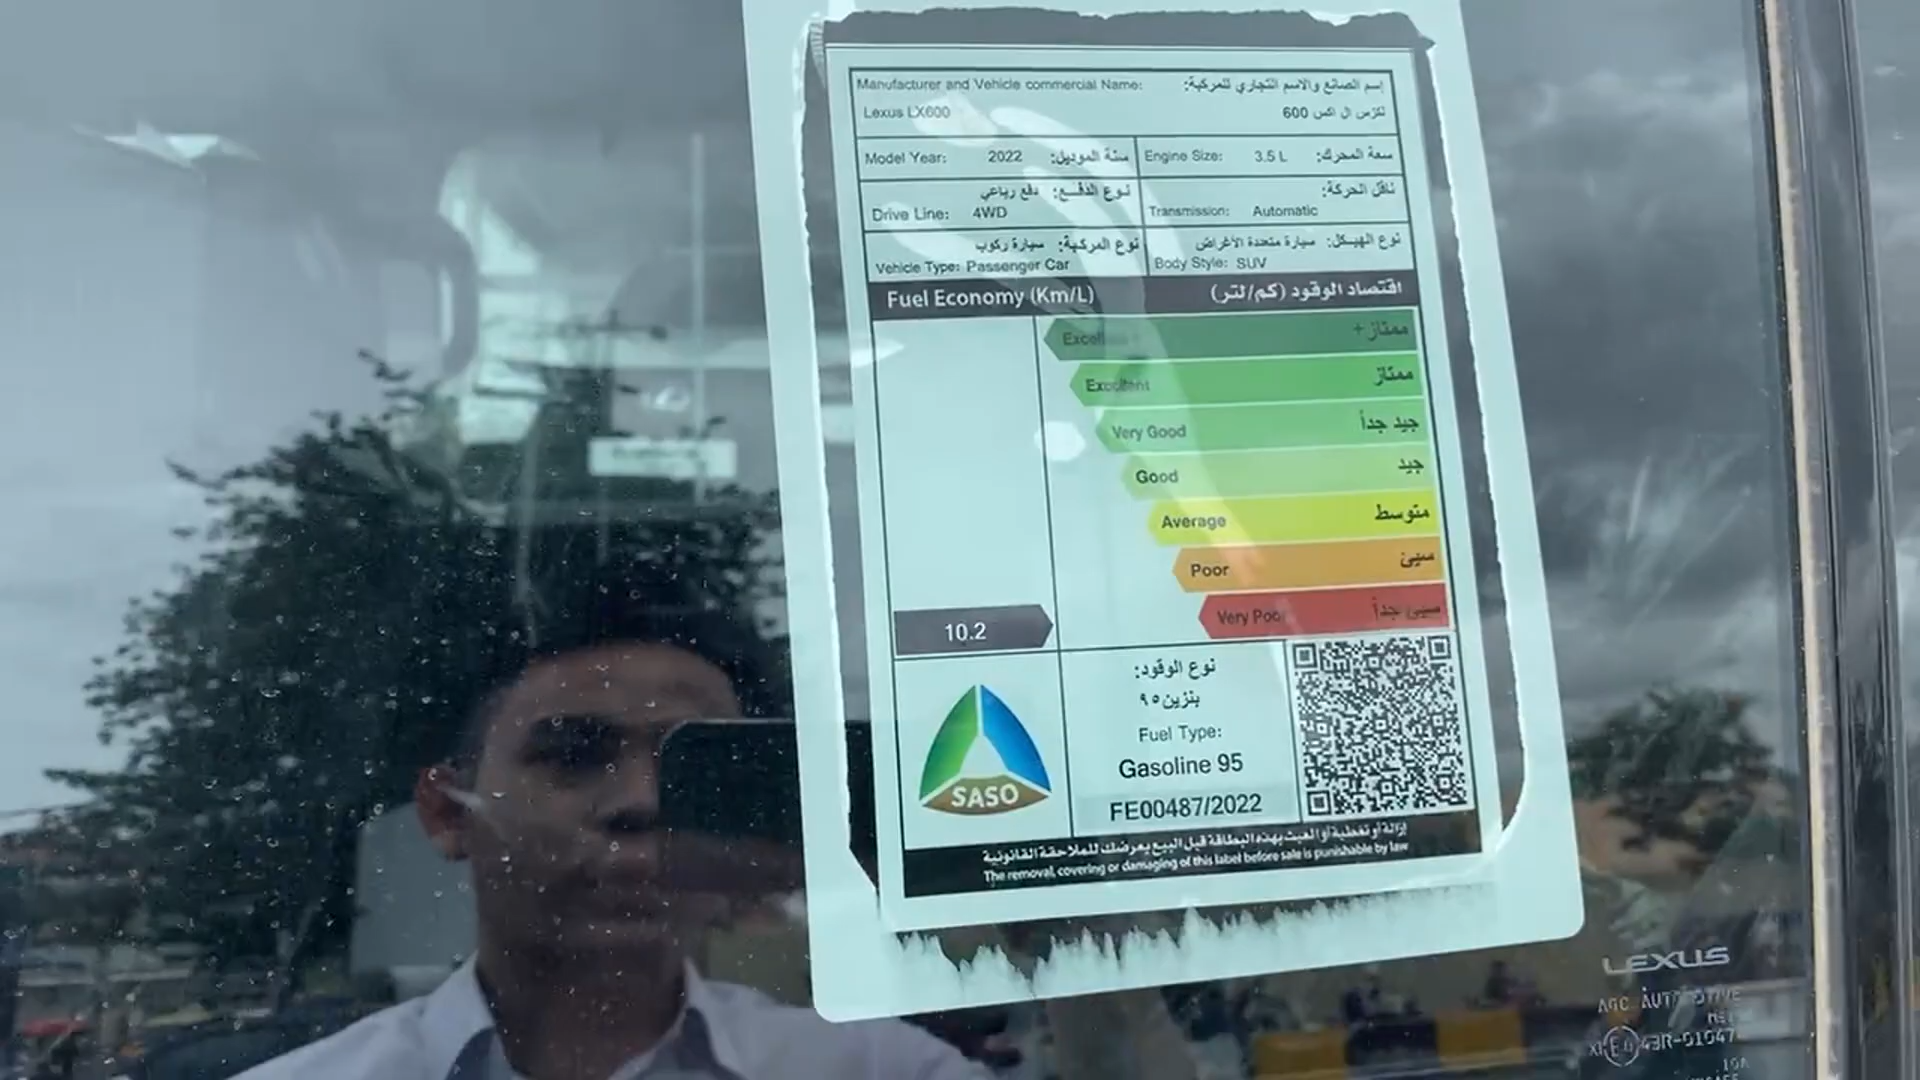 Manufacturer and Vehicle commercial Name: إسم الصانع والاسم التجاري للمركبة:
Lexus LX600 لكزس ال اكس 600
Model Year: 2022 سنة الموديل: Engine Size: 3.5 L سعة المحرك:
نوع الدفع: دفع رباعي ناقل الحركة:
Drive Line: 4WD Transmission: Automatic
نوع المركبة: سيارة ركوب نوع الهيكل: سيارة متعددة الأغراض
Vehicle Type: Passenger Car Body Style: SUV
Fuel Economy (Km/L) اقتصاد الوقود (كم/لتر)
ممتاز+
Excellent ممتاز
Very Good جيد جداً
Good جيد
Average متوسط
Poor سيئ
Very Poor سيئ جداً
10.2
نوع الوقود:
بنزين ٩٥
Fuel Type:
Gasoline 95
FE00487/2022
SASO
إزالة أو تغطية أو العبث بهذه البطاقة قبل البيع يعرضك للملاحقة القانونية
The removal, covering or damaging of this label before sale is punishable by law
LEXUS
AGC AUTOMOTIVE
43R-01047